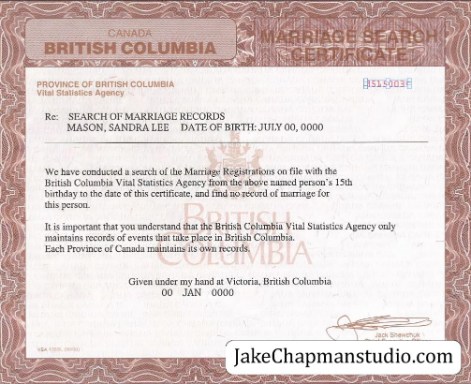 CANADA
BRITISH COLUMBIA
MARRIAGE SEARCH
CERTIFICATE
PROVINCE OF BRITISH COLUMBIA
Vital Statistics Agency
Re: SEARCH OF MARRIAGE RECORDS
MASON, SANDRA LEE DATE OF BIRTH: JULY 00, 0000
We have conducted a search of the Marriage Registrations on file with the
British Columbia Vital Statistics Agency from the above named person's 15th
birthday to the date of this certificate, and find no record of marriage for
this person.
BRITISH
COLUMBIA
It is important that you understand that the British Columbia Vital Statistics Agency only
maintains records of events that take place in British Columbia.
Each Province of Canada maintains its own records.
Given under my hand at Victoria, British Columbia
00 JAN 0000
Jack Shewchuk
JakeChapmanstudio.com